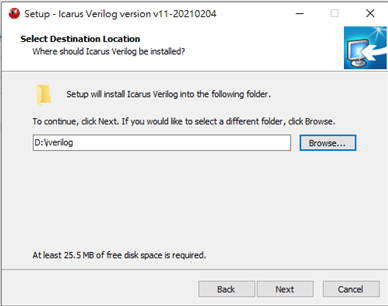 Setup - Icarus Verilog version v11-20210204
Select Destination Location
Where should Icarus Verilog be installed?
Setup will install Icarus Verilog into the following folder.
To continue, click Next. If you would like to select a different folder, click Browse.
D:\iverilog
Browse...
At least 25.5 MB of free disk space is required.
Back
Next
Cancel